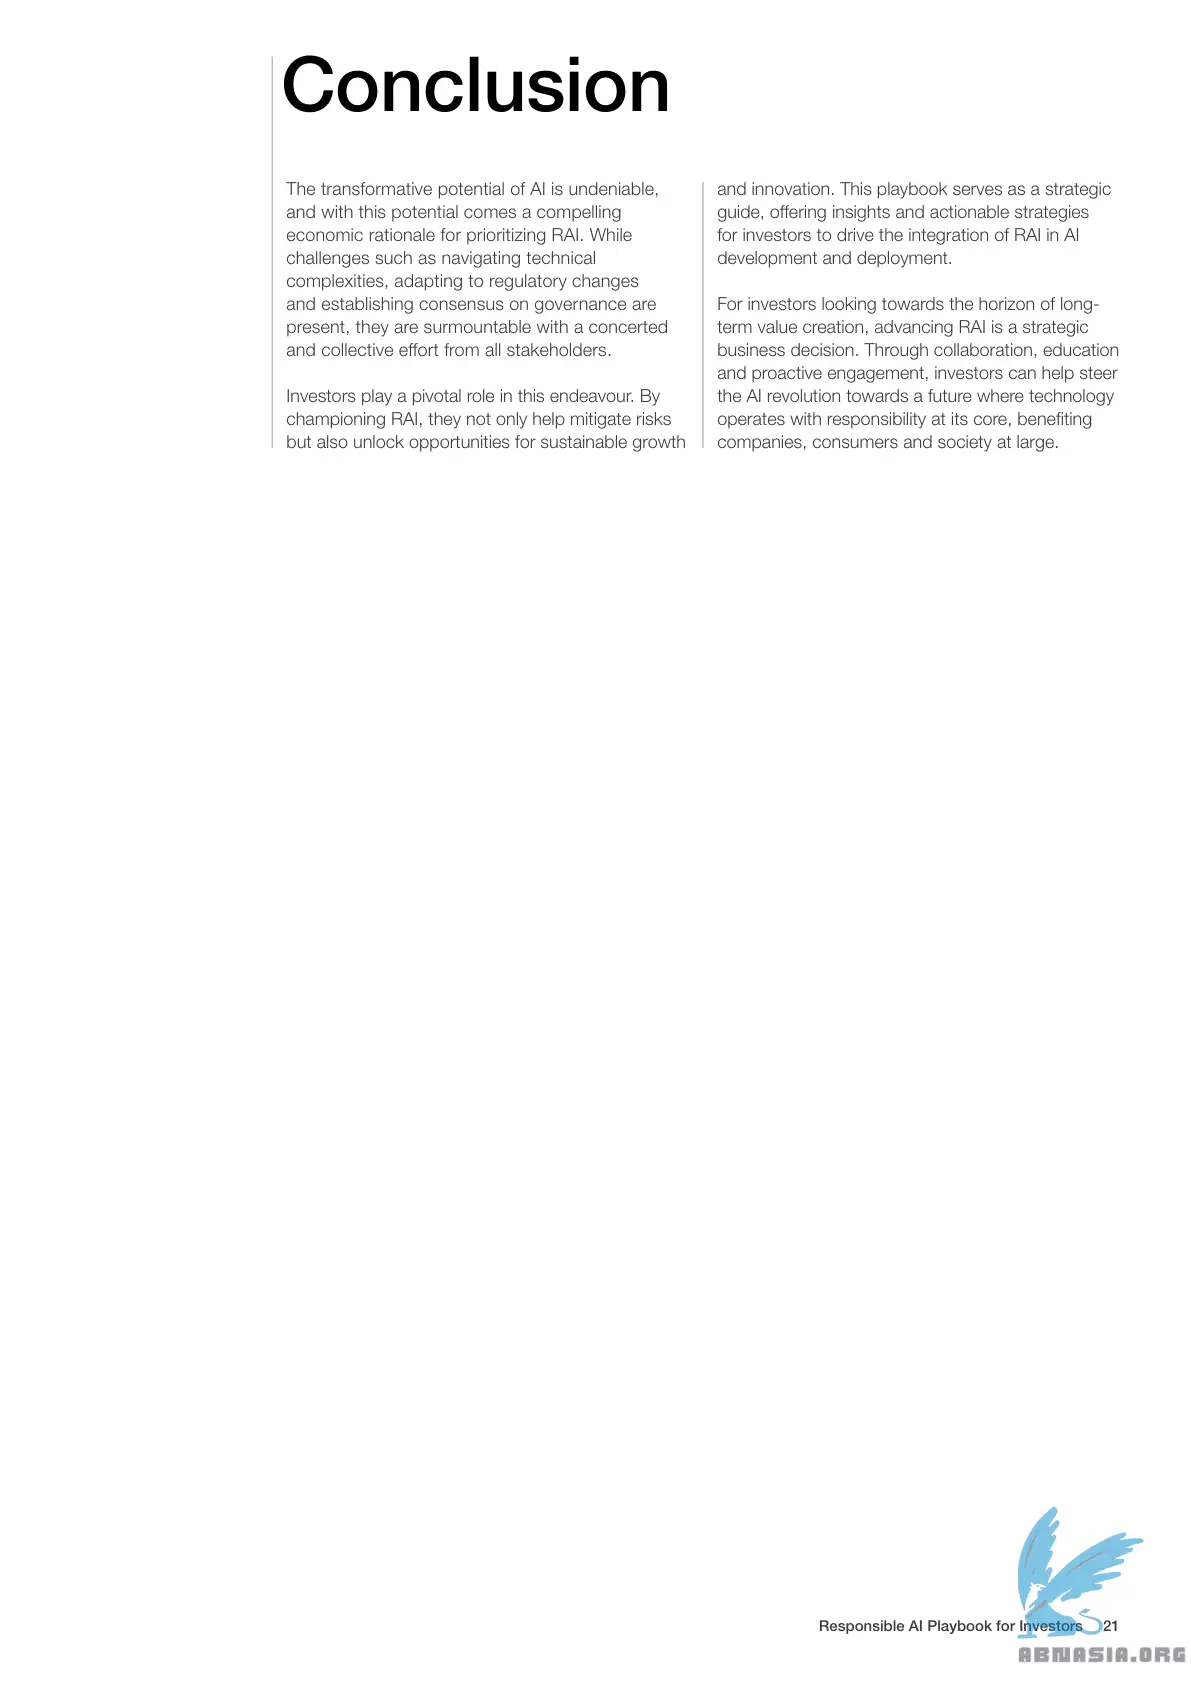 Conclusion
The transformative potential of AI is undeniable,
and with this potential comes a compelling
economic rationale for prioritizing RAI. While
challenges such as navigating technical
complexities, adapting to regulatory changes
and establishing consensus on governance are
present, they are surmountable with a concerted
and collective effort from all stakeholders.
Investors play a pivotal role in this endeavour. By
championing RAI, they not only help mitigate risks
but also unlock opportunities for sustainable growth
and innovation. This playbook serves as a strategic
guide, offering insights and actionable strategies
for investors to drive the integration of RAI in AI
development and deployment.
For investors looking towards the horizon of long-
term value creation, advancing RAI is a strategic
business decision. Through collaboration, education
and proactive engagement, investors can help steer
the AI revolution towards a future where technology
operates with responsibility at its core, benefiting
companies, consumers and society at large.
Responsible AI Playbook for Investors 21
ABNASIA.ORG